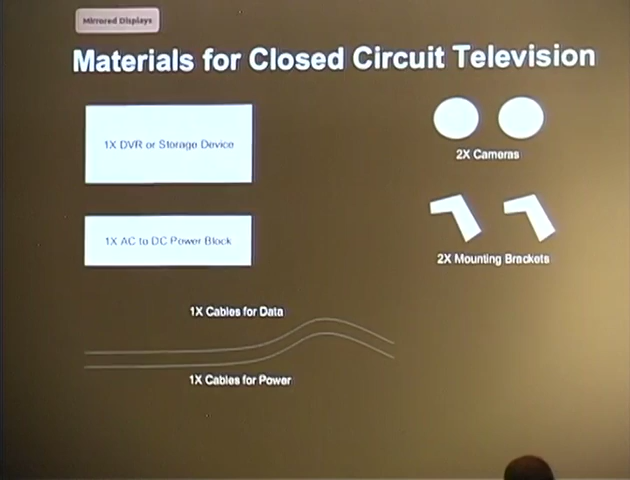 Mirrored Displays
Materials for Closed Circuit Television
1X DVR or Storage Device
2X Cameras
1X AC to DC Power Block
2X Mounting Brackets
1X Cables for Data
1X Cables for Power